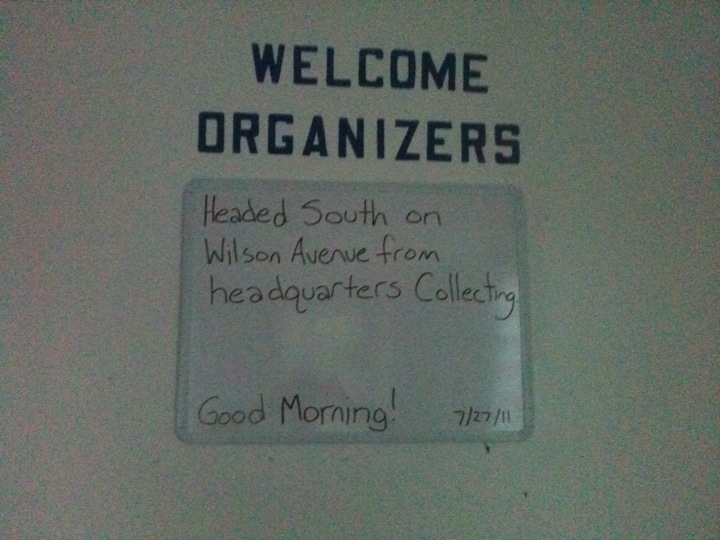 WELCOME
ORGANIZERS
Headed South on
Wilson Avenue from
headquarters Collecting
Good Morning! 7/27/11